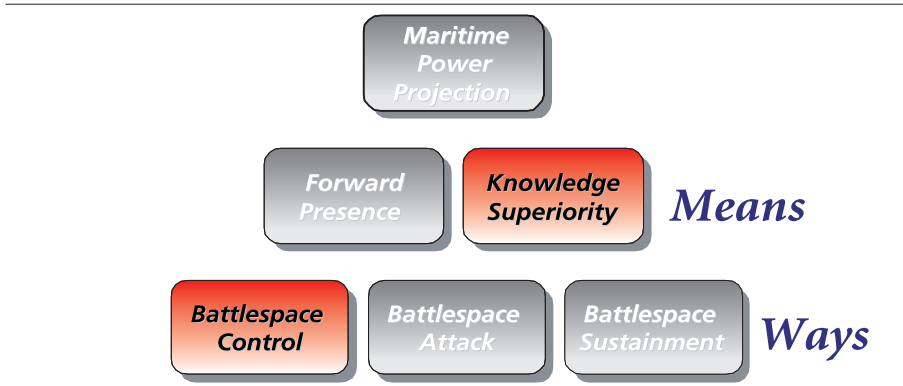 Maritime
Power
Projection
Forward
Presence
Knowledge
Superiority
Means
Battlespace
Control
Battlespace
Attack
Battlespace
Sustainment
Ways